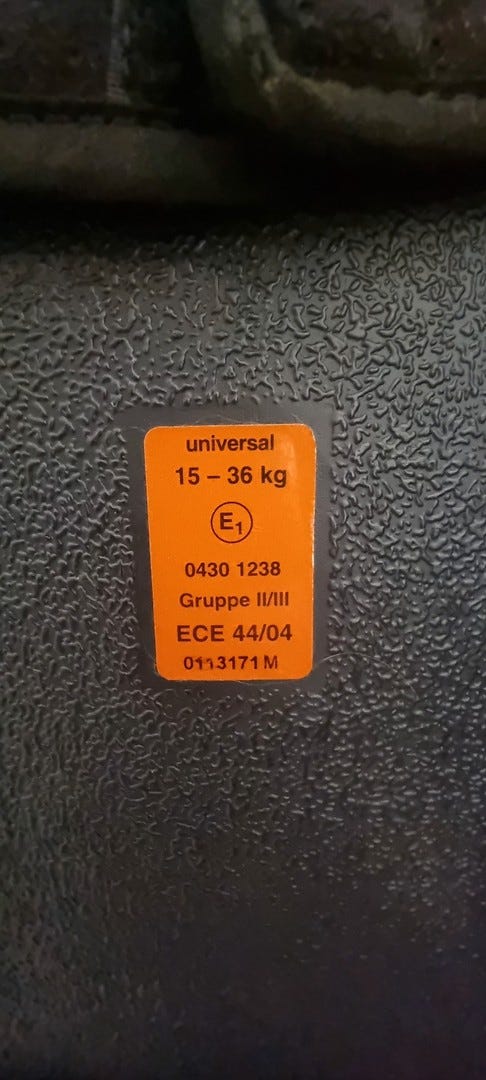 universal
15 – 36 kg
E1
0430 1238
Gruppe II/III
ECE 44/04
0113171 M